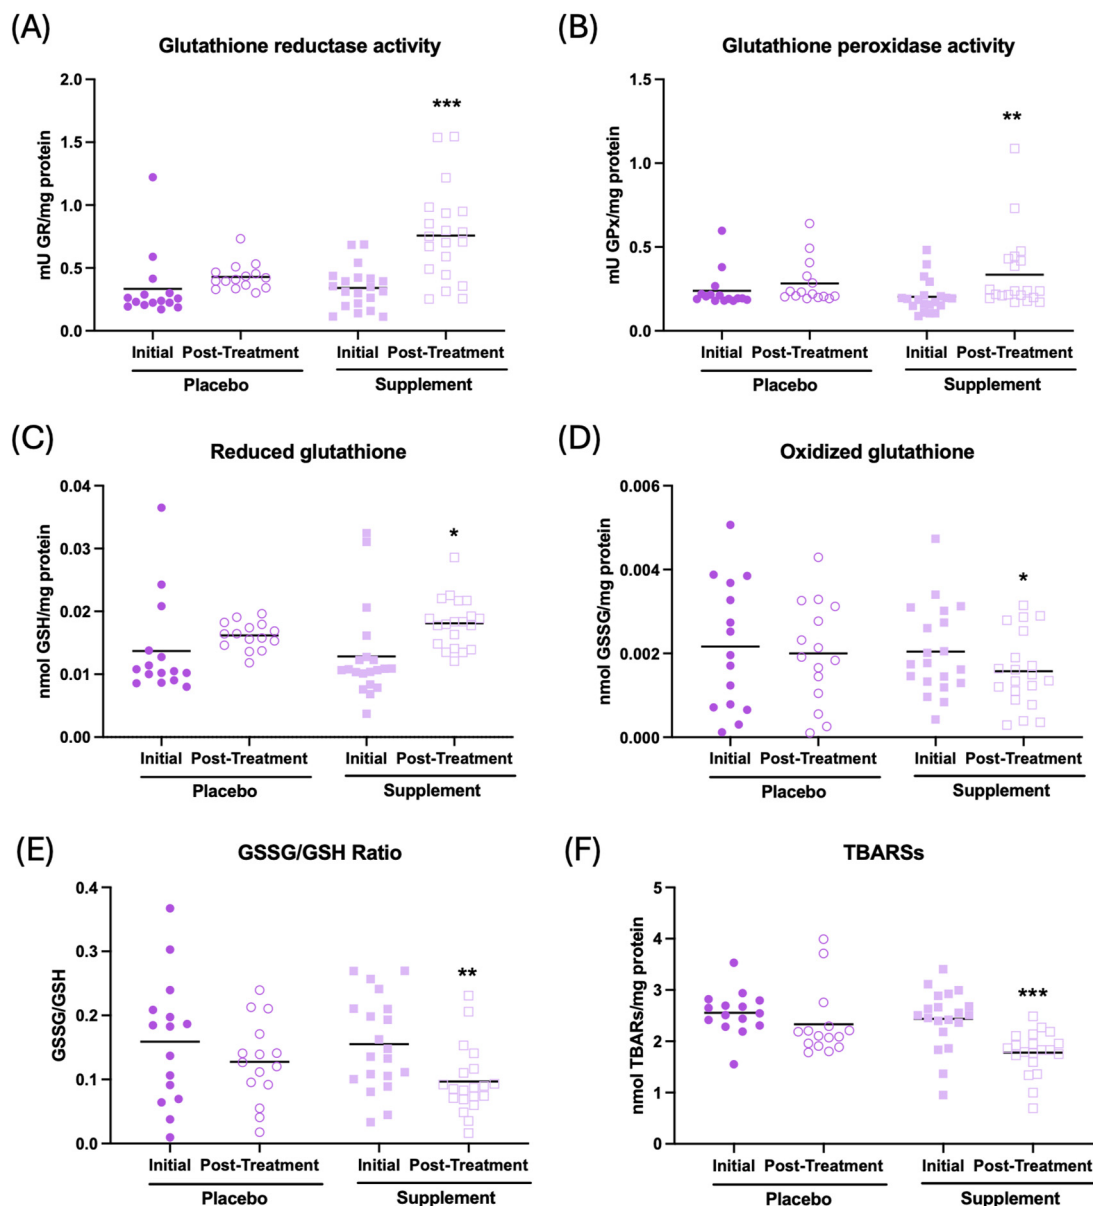 (A)
Glutathione reductase activity
mU GR/mg protein
2.0
1.5
1.0
0.5
0.0
***
Initial Post-Treatment Initial Post-Treatment
Placebo Supplement
(B)
Glutathione peroxidase activity
mU GPx/mg protein
1.5
1.0
0.5
0.0
**
Initial Post-Treatment Initial Post-Treatment
Placebo Supplement
(C)
Reduced glutathione
nmol GSH/mg protein
0.04
0.03
0.02
0.01
0.00
*
Initial Post-Treatment Initial Post-Treatment
Placebo Supplement
(D)
Oxidized glutathione
nmol GSSG/mg protein
0.006
0.004
0.002
0.000
*
Initial Post-Treatment Initial Post-Treatment
Placebo Supplement
(E)
GSSG/GSH Ratio
GSSG/GSH
0.4
0.3
0.2
0.1
0.0
**
Initial Post-Treatment Initial Post-Treatment
Placebo Supplement
(F)
TBARSs
nmol TBARs/mg protein
5
4
3
2
1
0
***
Initial Post-Treatment Initial Post-Treatment
Placebo Supplement